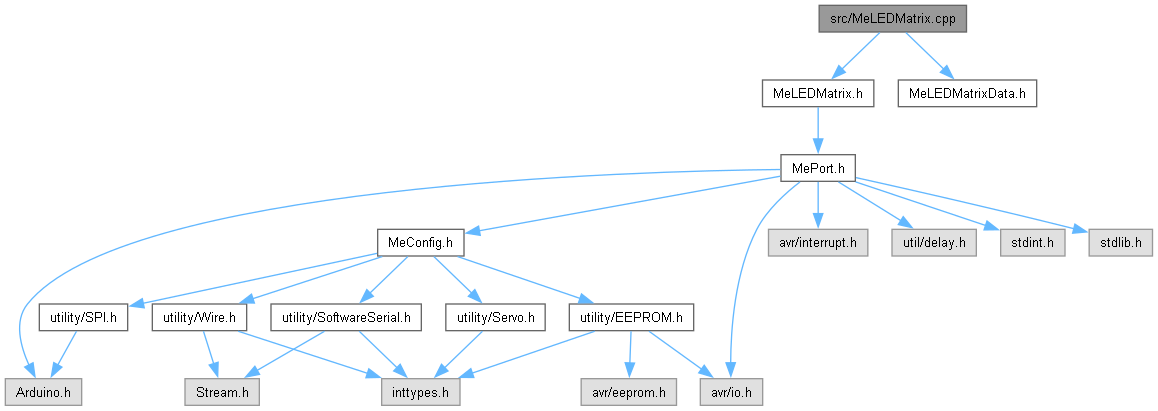 src/MeLEDMatrix.cpp
MeLEDMatrix.h
MeLEDMatrixData.h
MePort.h
MeConfig.h
avr/interrupt.h
util/delay.h
stdint.h
stdlib.h
utility/SPI.h
utility/Wire.h
utility/SoftwareSerial.h
utility/Servo.h
utility/EEPROM.h
Arduino.h
Stream.h
inttypes.h
avr/eeprom.h
avr/io.h